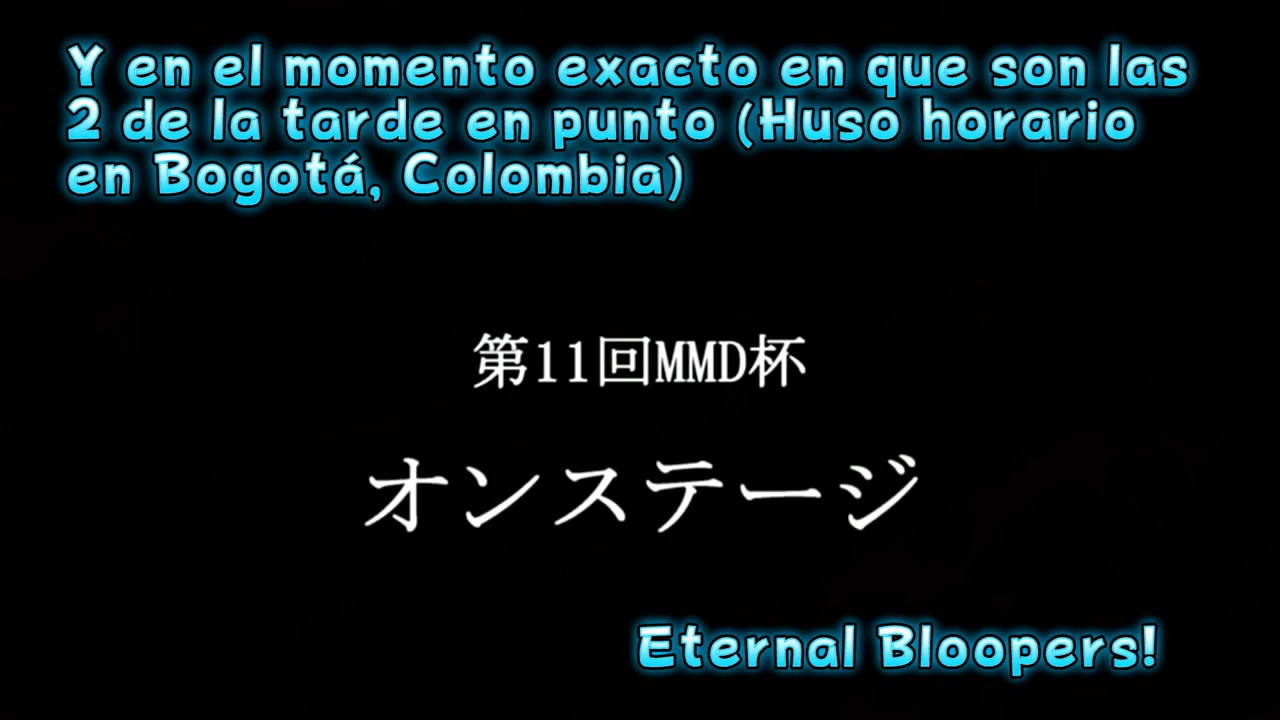 Y en el momento exacto en que son las
2 de la tarde en punto (Huso horario
en Bogotá, Colombia)
第11回MMD杯
オンステージ
Eternal Bloopers!